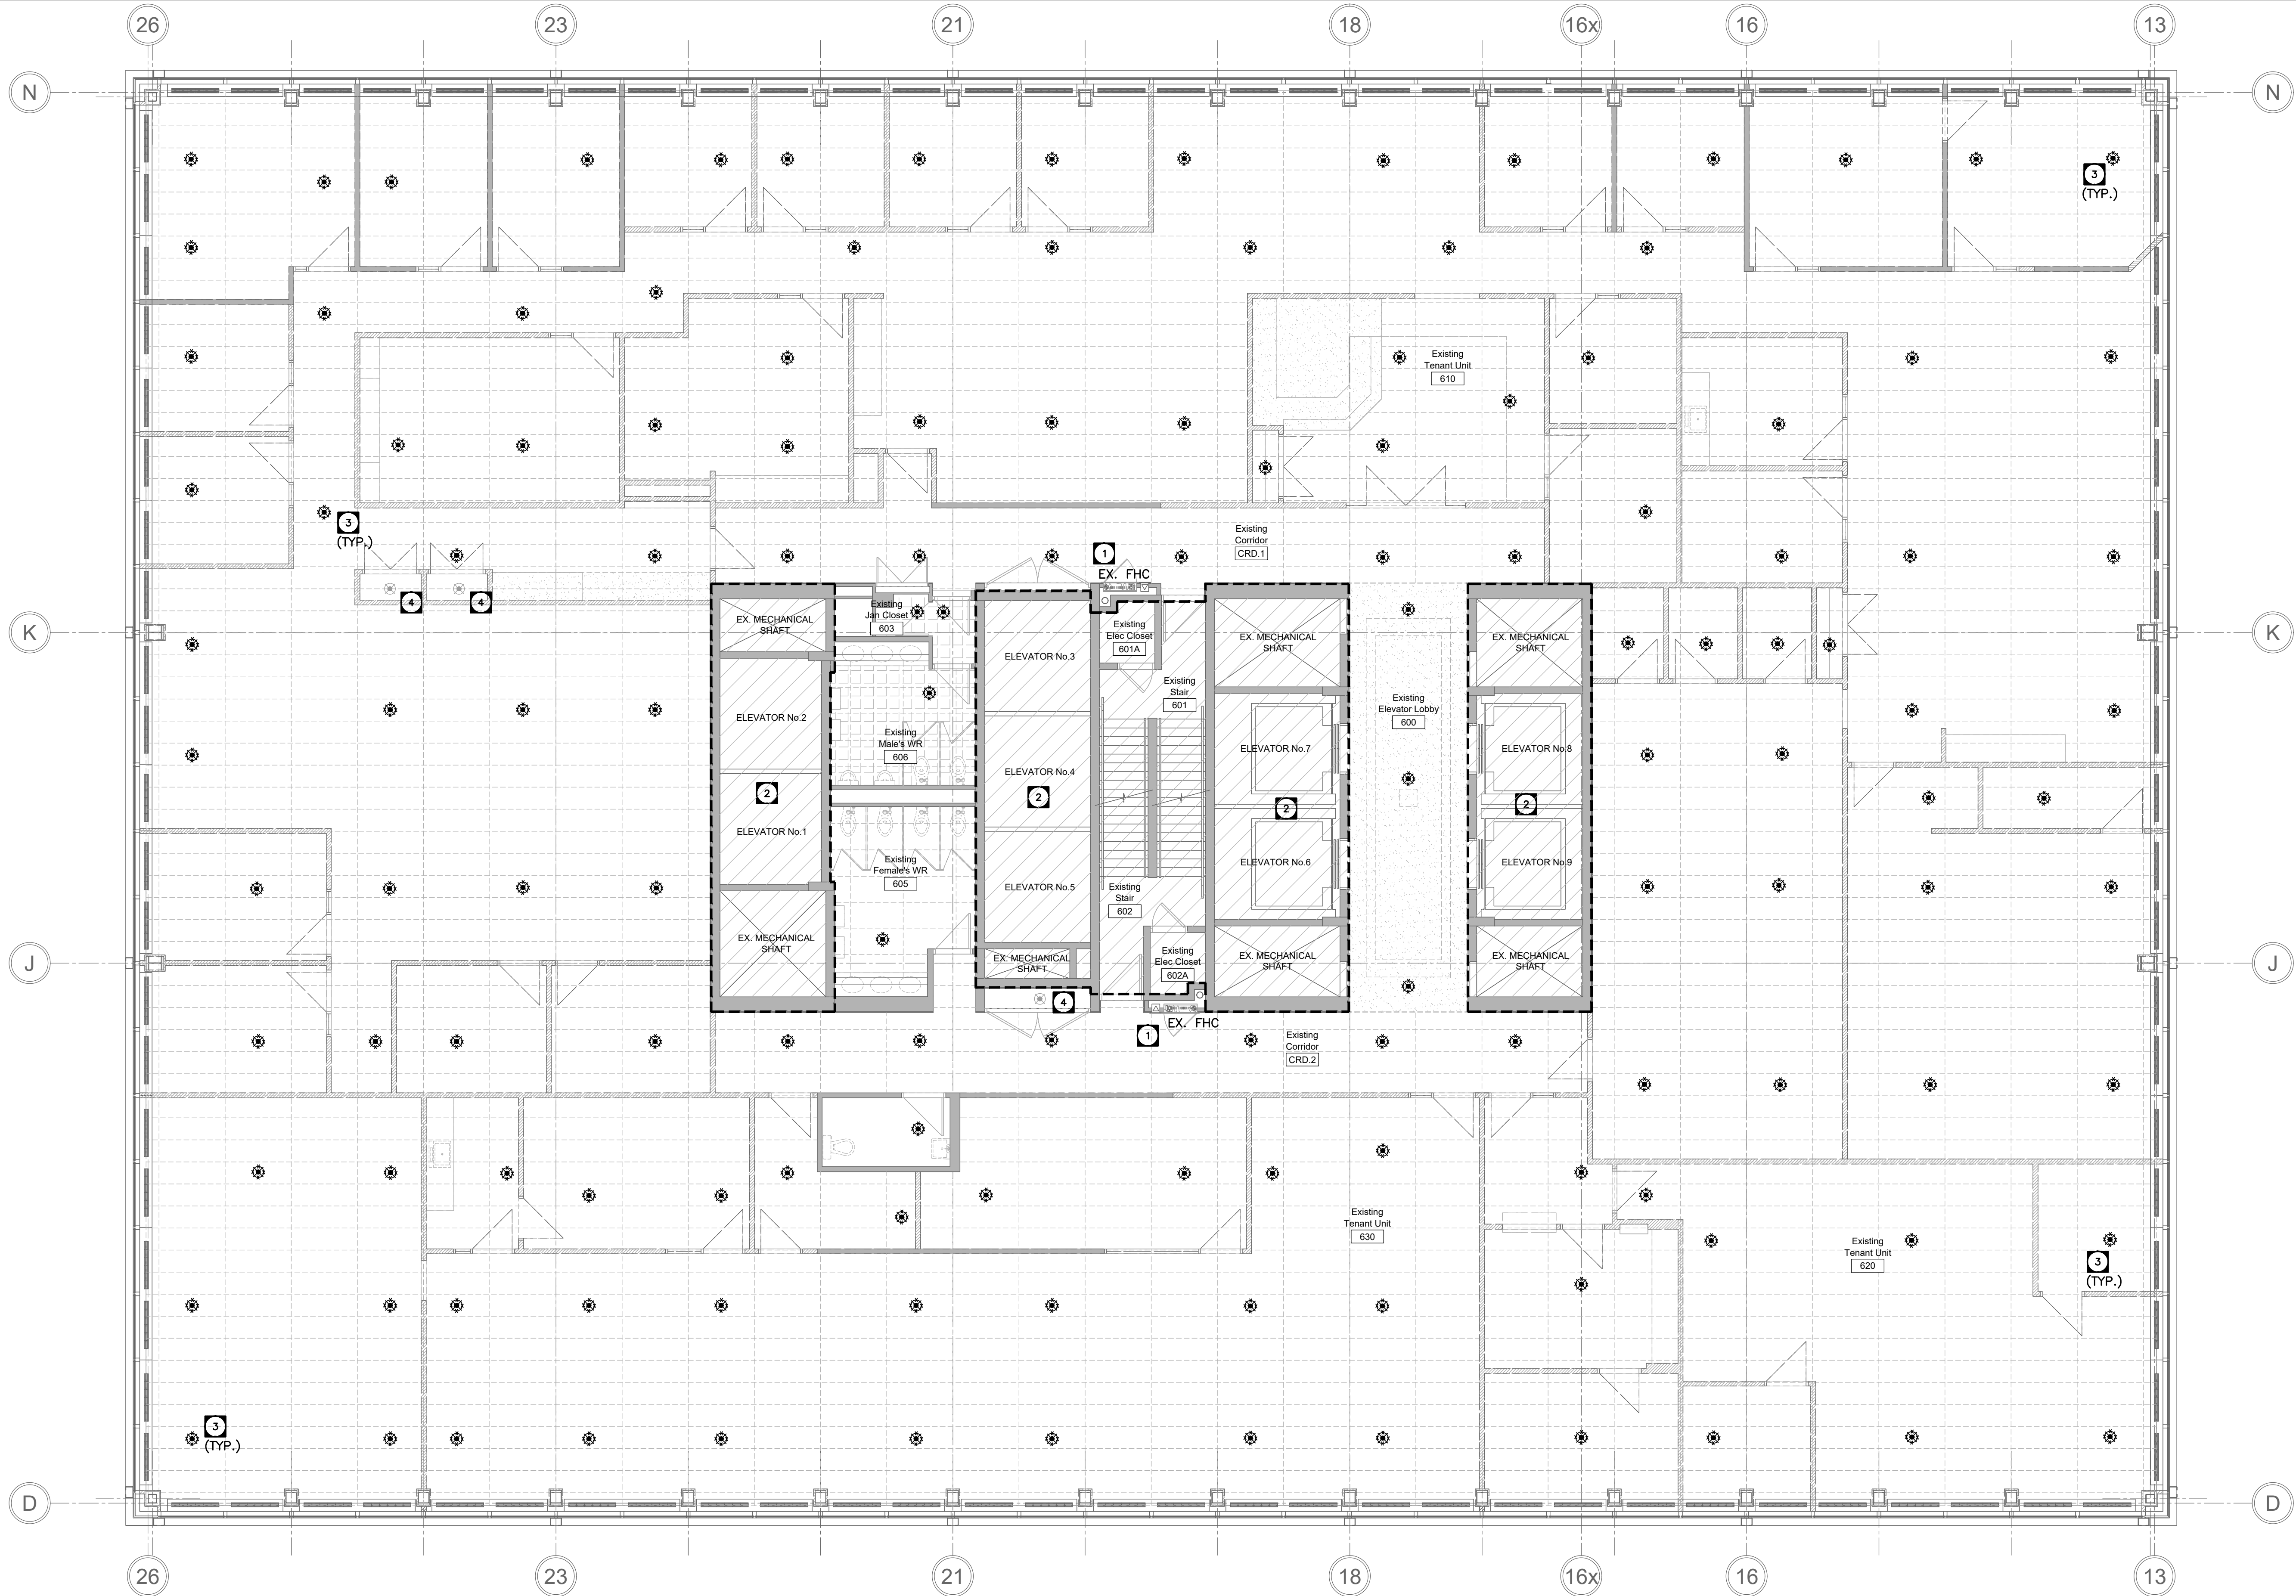 26
23
21
18
16x
16
13
N
N
3
(TYP.)
Existing
Tenant Unit
610
3
(TYP.)
Existing
Corridor
CRD.1
1
EX. FHC
4
4
K
K
EX. MECHANICAL
SHAFT
Existing
Jan Closet
603
ELEVATOR No.3
Existing
Elec Closet
601A
EX. MECHANICAL
SHAFT
EX. MECHANICAL
SHAFT
Existing
Stair
601
Existing
Elevator Lobby
600
ELEVATOR No.2
Existing
Male's WR
606
ELEVATOR No.7
ELEVATOR No.8
ELEVATOR No.4
2
2
2
2
ELEVATOR No.1
Existing
Female's WR
605
ELEVATOR No.5
Existing
Stair
602
ELEVATOR No.6
ELEVATOR No.9
EX. MECHANICAL
SHAFT
EX. MECHANICAL
SHAFT
Existing
Elec Closet
602A
EX. MECHANICAL
SHAFT
EX. MECHANICAL
SHAFT
J
J
4
1
EX. FHC
Existing
Corridor
CRD.2
Existing
Tenant Unit
630
Existing
Tenant Unit
620
3
(TYP.)
3
(TYP.)
D
D
26
23
21
18
16x
16
13